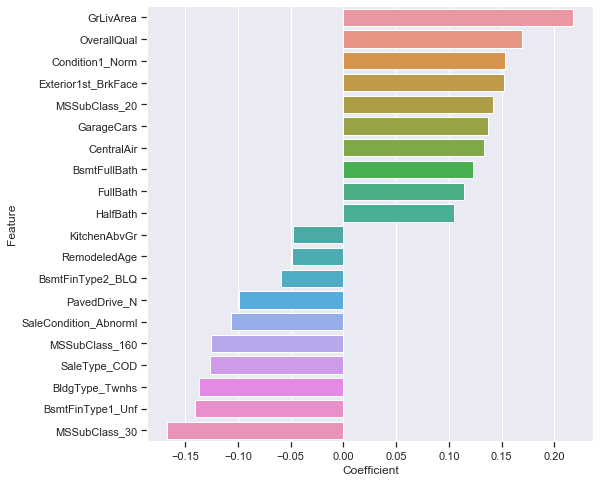 GrLivArea
OverallQual
Condition1_Norm
Exterior1st_BrkFace
MSSubClass_20
GarageCars
CentralAir
BsmtFullBath
FullBath
HalfBath
KitchenAbvGr
RemodeledAge
BsmtFinType2_BLQ
PavedDrive_N
SaleCondition_Abnorml
MSSubClass_160
SaleType_COD
BldgType_Twnhs
BsmtFinType1_Unf
MSSubClass_30
Feature
−0.15 −0.10 −0.05 0.00 0.05 0.10 0.15 0.20
Coefficient